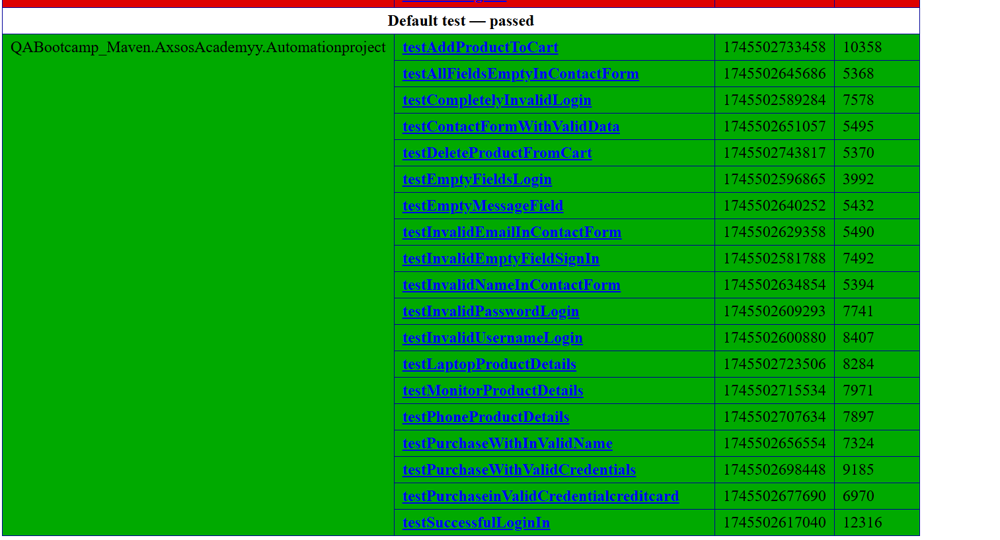 Default test — passed
QABootcamp_Maven.AxsosAcademyy.Automationproject testAddProductToCart 1745502733458 10358
testAllFieldsEmptyInContactForm 1745502645686 5368
testCompletelyInvalidLogin 1745502589284 7578
testContactFormWithValidData 1745502651057 5495
testDeleteProductFromCart 1745502743817 5370
testEmptyFieldsLogin 1745502596865 3992
testEmptyMessageField 1745502640252 5432
testInvalidEmailInContactForm 1745502629358 5490
testInvalidEmptyFieldSignIn 1745502581788 7492
testInvalidNameInContactForm 1745502634854 5394
testInvalidPasswordLogin 1745502609293 7741
testInvalidUsernameLogin 1745502600880 8407
testLaptopProductDetails 1745502723506 8284
testMonitorProductDetails 1745502715534 7971
testPhoneProductDetails 1745502707634 7897
testPurchaseWithInValidName 1745502656554 7324
testPurchaseWithValidCredentials 1745502698448 9185
testPurchaseinValidCredentialcreditcard 1745502677690 6970
testSuccessfulLoginIn 1745502617040 12316